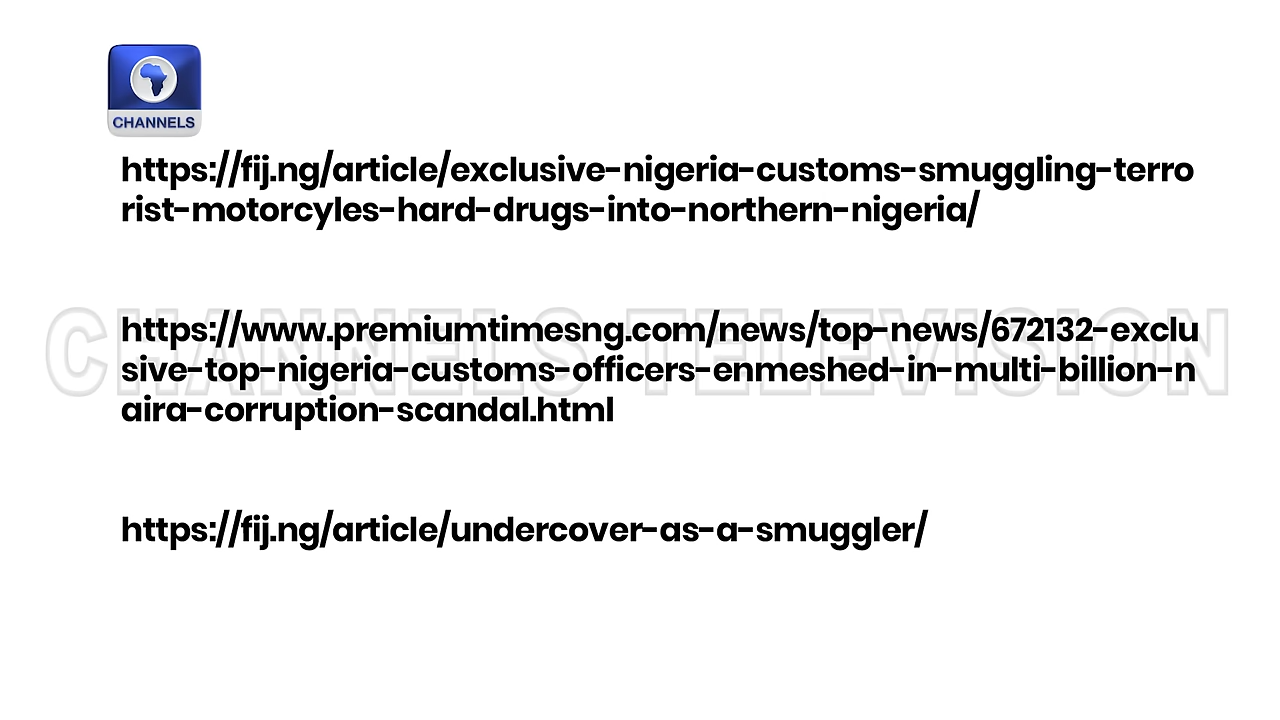 CHANNELS
https://fij.ng/article/exclusive-nigeria-customs-smuggling-terro
rist-motorcyles-hard-drugs-into-northern-nigeria/
CHANNELS TELEVISION
https://www.premiumtimesng.com/news/top-news/672132-exclu
sive-top-nigeria-customs-officers-enmeshed-in-multi-billion-n
aira-corruption-scandal.html
https://fij.ng/article/undercover-as-a-smuggler/